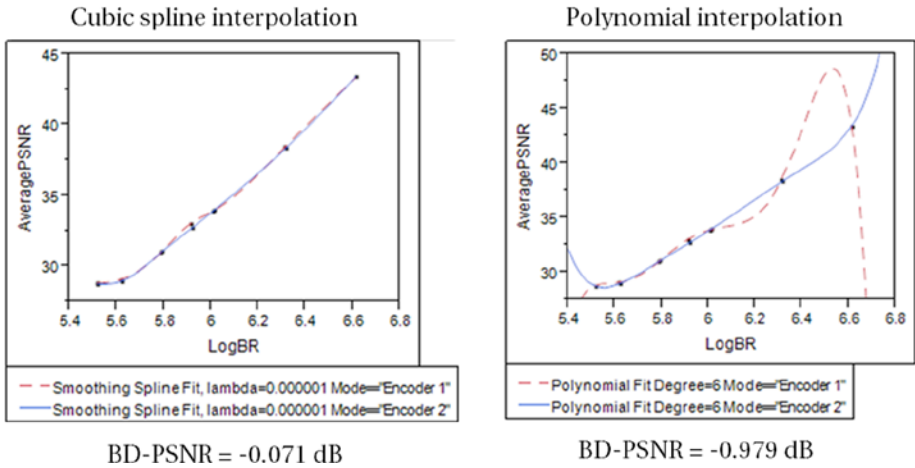 Cubic spline interpolation
45
40
35
30
AveragePSNR
5.4 5.6 5.8 6 6.2 6.4 6.6 6.8
LogBR
Smoothing Spline Fit, lambda=0.000001 Mode=="Encoder 1"
Smoothing Spline Fit, lambda=0.000001 Mode=="Encoder 2"
BD-PSNR = -0.071 dB
Polynomial interpolation
50
45
40
35
30
AveragePSNR
5.4 5.6 5.8 6 6.2 6.4 6.6 6.8
LogBR
Polynomial Fit Degree=6 Mode=="Encoder 1"
Polynomial Fit Degree=6 Mode=="Encoder 2"
BD-PSNR = -0.979 dB